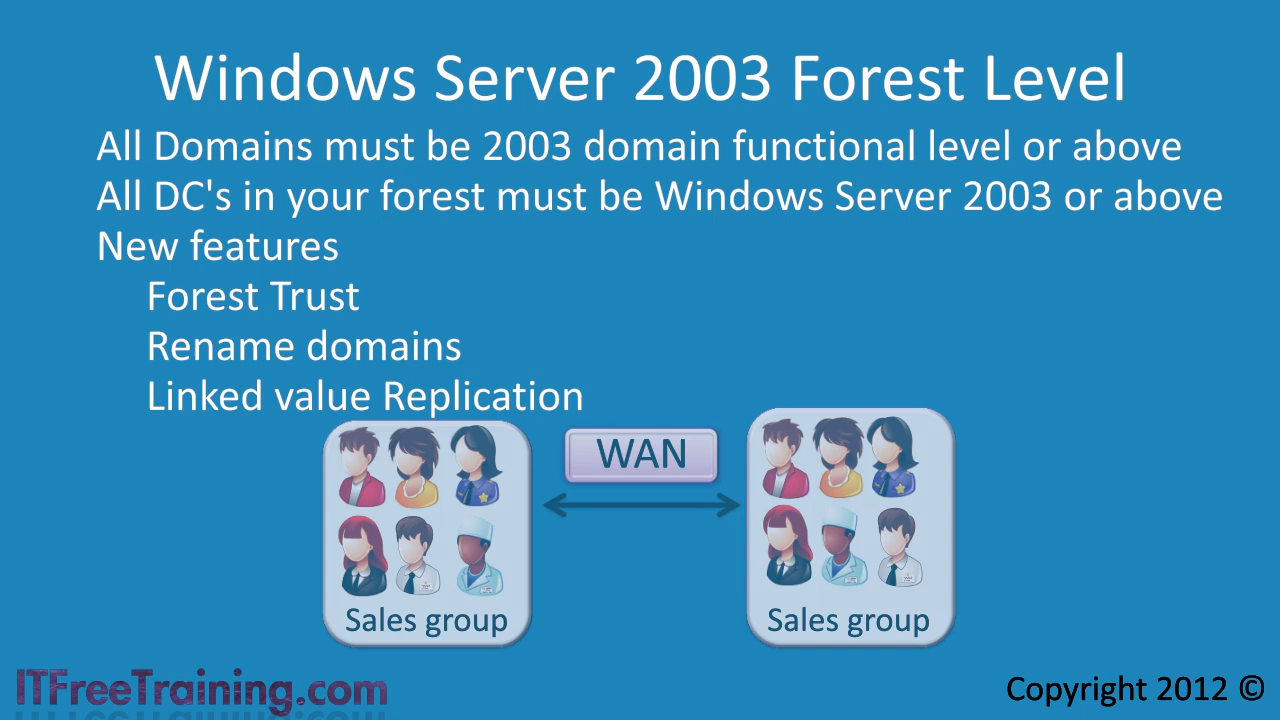 Windows Server 2003 Forest Level
All Domains must be 2003 domain functional level or above
All DC's in your forest must be Windows Server 2003 or above
New features
Forest Trust
Rename domains
Linked value Replication
WAN
Sales group
Sales group
ITFreeTraining.com
Copyright 2012 ©